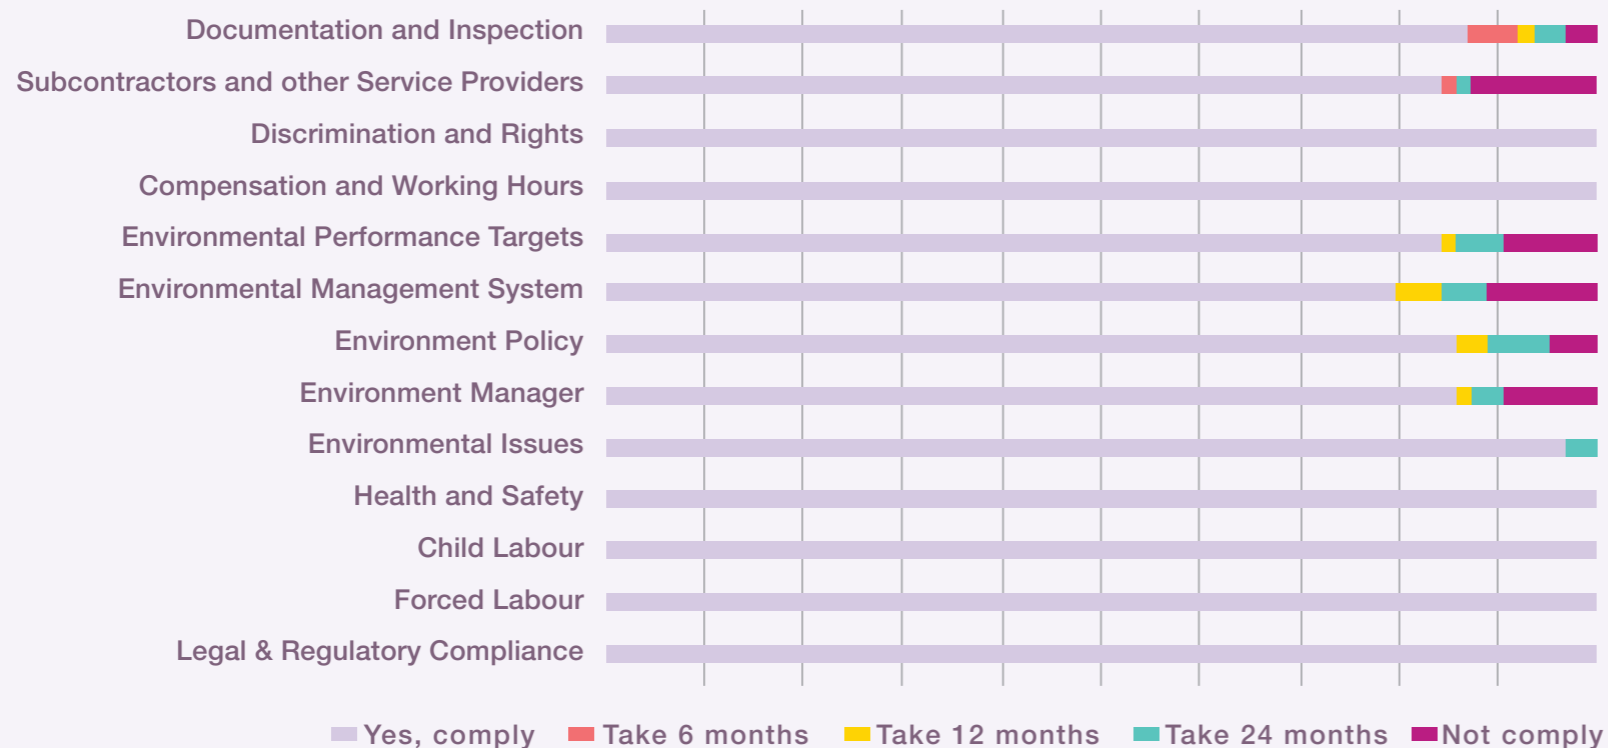 Documentation and Inspection
Subcontractors and other Service Providers
Discrimination and Rights
Compensation and Working Hours
Environmental Performance Targets
Environmental Management System
Environment Policy
Environment Manager
Environmental Issues
Health and Safety
Child Labour
Forced Labour
Legal & Regulatory Compliance
Yes, comply Take 6 months Take 12 months Take 24 months Not comply